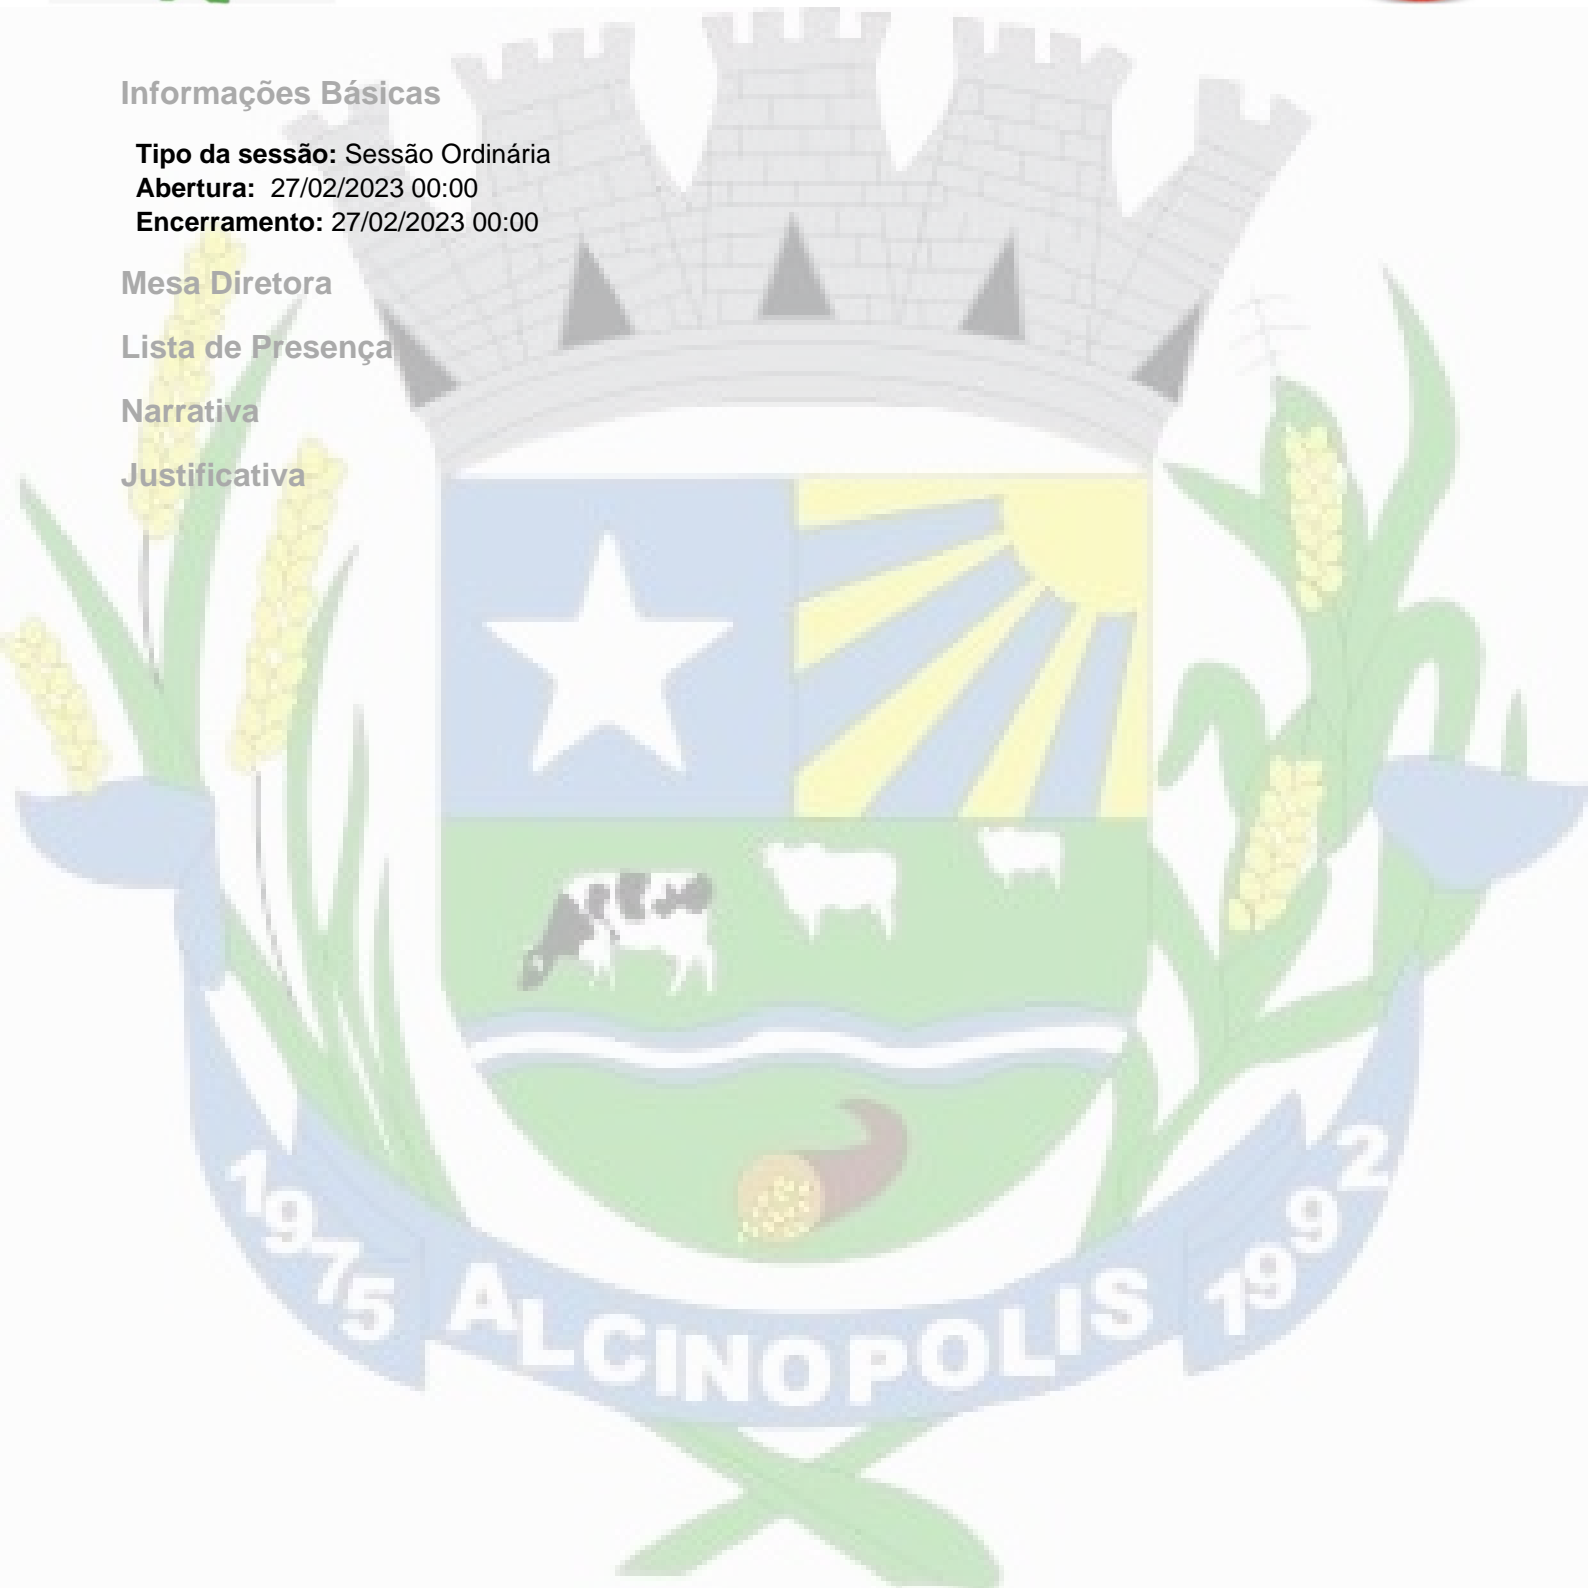 Informações Básicas
Tipo da sessão: Sessão Ordinária
Abertura: 27/02/2023 00:00
Encerramento: 27/02/2023 00:00
Mesa Diretora
Lista de Presença
Narrativa
Justificativa
1975 ALCINOPOLIS 1992